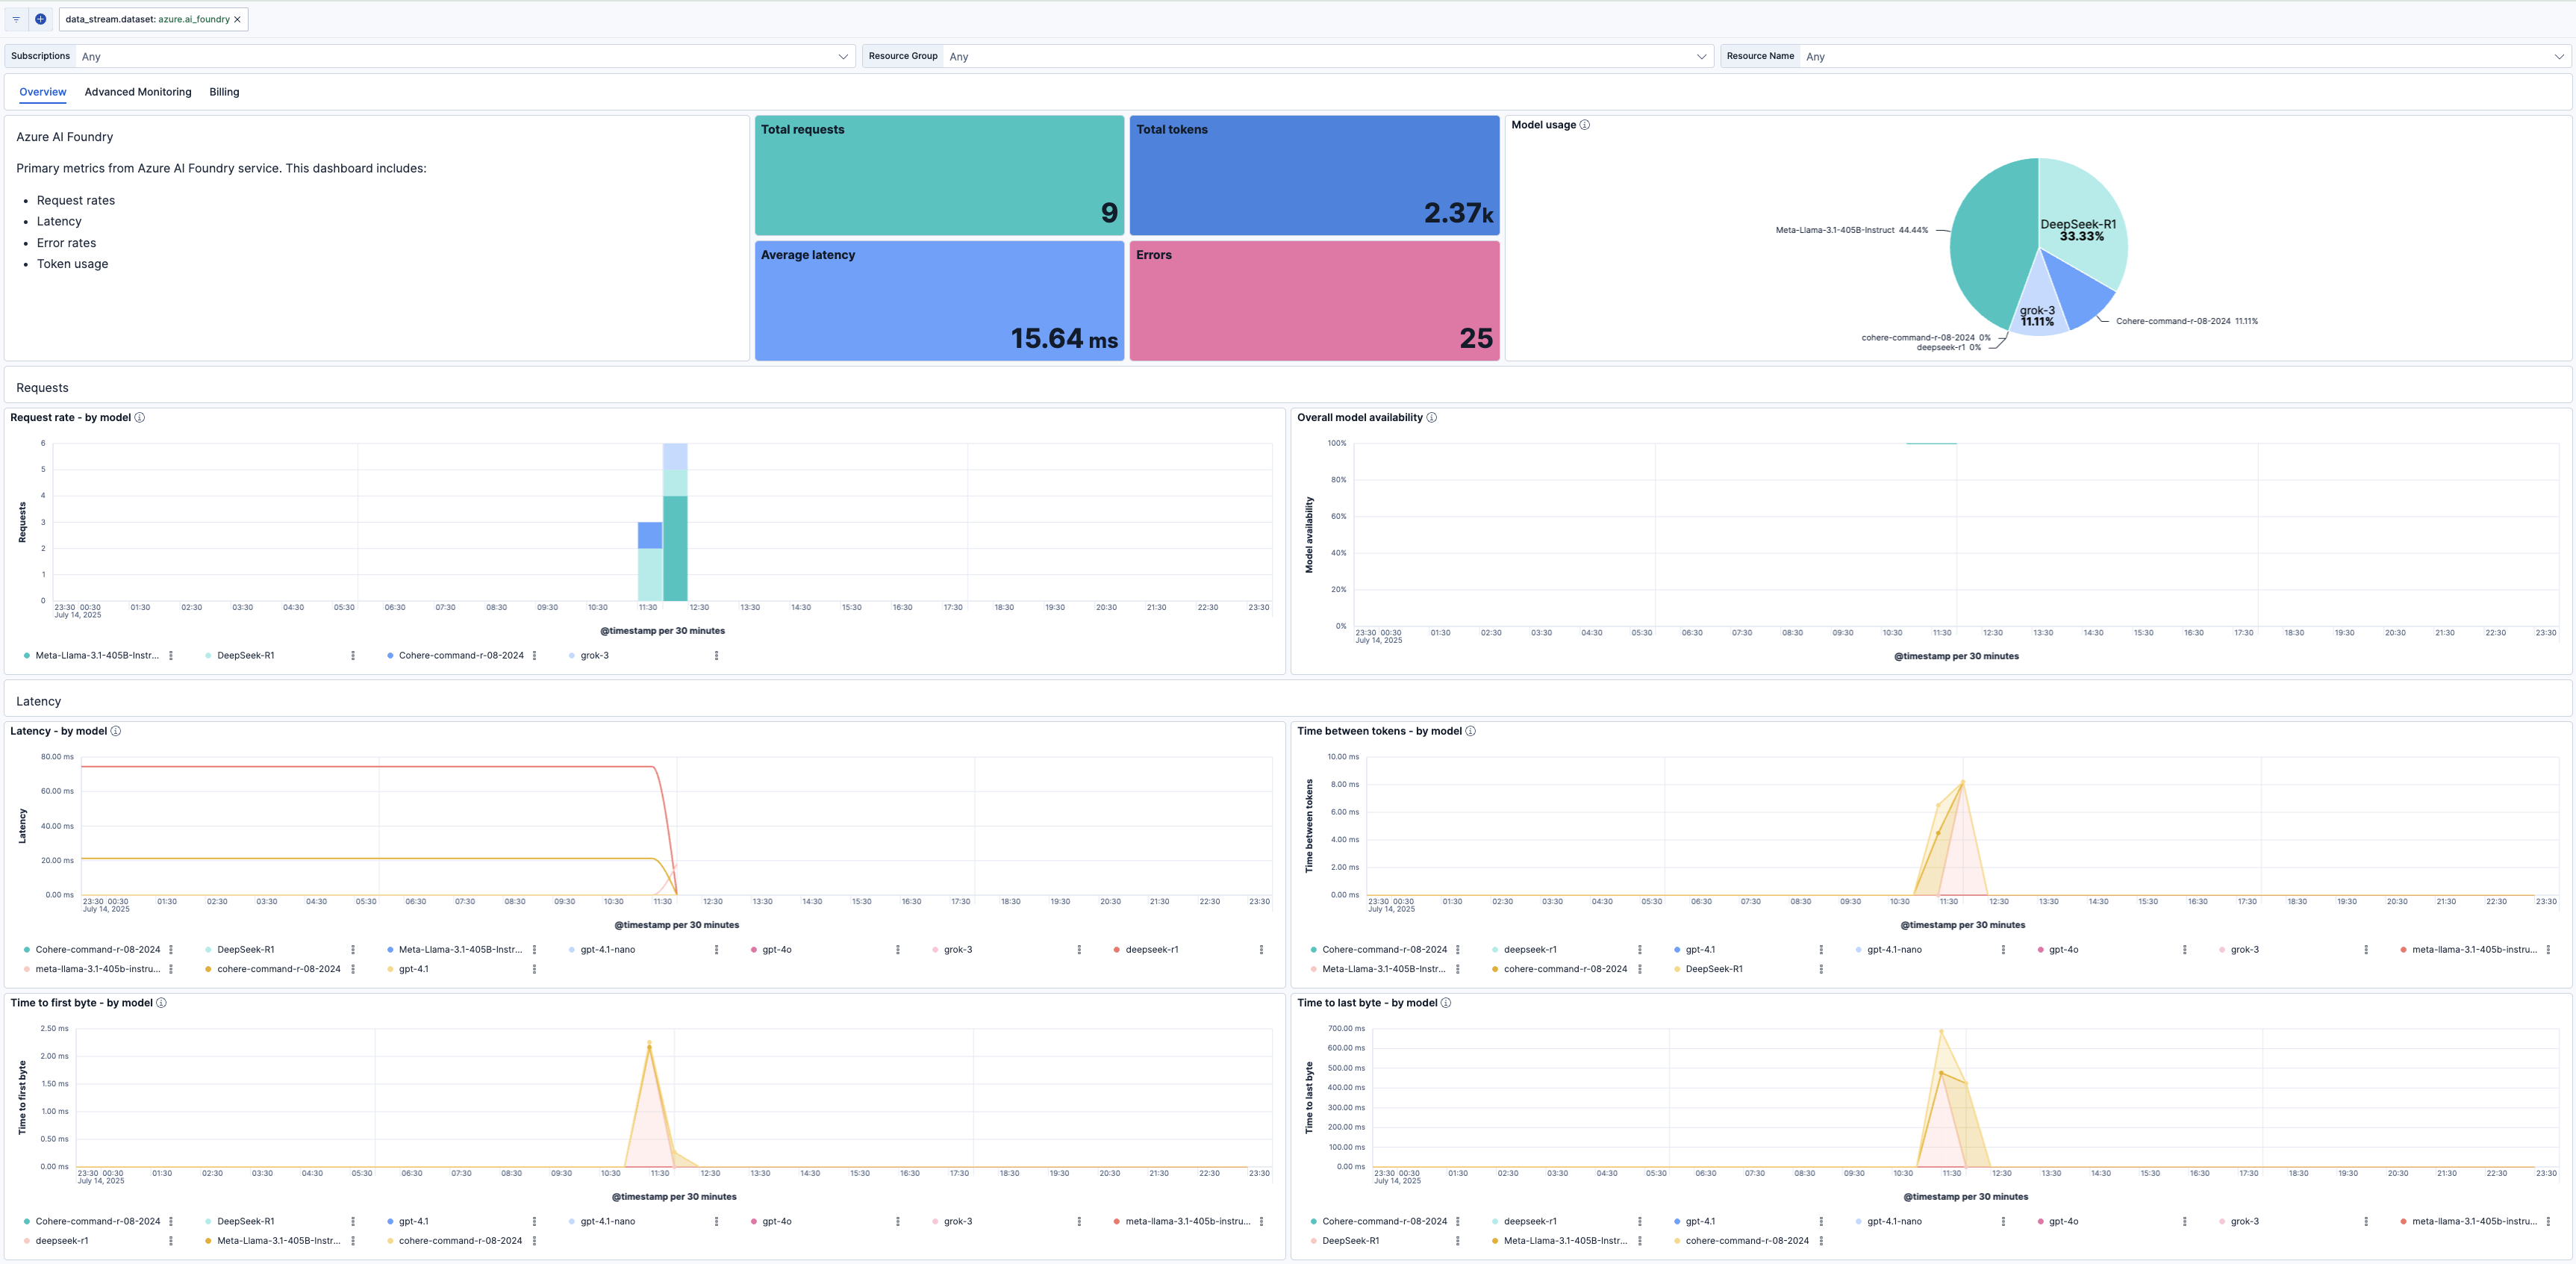 data_stream.dataset: azure.ai_foundry ×
Subscriptions Any
Resource Group Any
Resource Name Any
Overview Advanced Monitoring Billing
Azure AI Foundry
Primary metrics from Azure AI Foundry service. This dashboard includes:
• Request rates
• Latency
• Error rates
• Token usage
Total requests
9
Total tokens
2.37k
Average latency
15.64 ms
Errors
25
Model usage
DeepSeek-R1
33.33%
Meta-Llama-3.1-405B-Instruct 44.44%
grok-3
11.11%
Cohere-command-r-08-2024 11.11%
cohere-command-r-08-2024 0%
deepseek-r1 0%
Requests
Request rate - by model
Requests
6
5
4
3
2
1
0
23:30 00:30 01:30 02:30 03:30 04:30 05:30 06:30 07:30 08:30 09:30 10:30 11:30 12:30 13:30 14:30 15:30 16:30 17:30 18:30 19:30 20:30 21:30 22:30 23:30
July 14, 2025
@timestamp per 30 minutes
Meta-Llama-3.1-405B-Instr... DeepSeek-R1 Cohere-command-r-08-2024 grok-3
Overall model availability
Model availability
100%
80%
60%
40%
20%
0%
23:30 00:30 01:30 02:30 03:30 04:30 05:30 06:30 07:30 08:30 09:30 10:30 11:30 12:30 13:30 14:30 15:30 16:30 17:30 18:30 19:30 20:30 21:30 22:30 23:30
July 14, 2025
@timestamp per 30 minutes
Latency
Latency - by model
Latency
80.00 ms
60.00 ms
40.00 ms
20.00 ms
0.00 ms
23:30 00:30 01:30 02:30 03:30 04:30 05:30 06:30 07:30 08:30 09:30 10:30 11:30 12:30 13:30 14:30 15:30 16:30 17:30 18:30 19:30 20:30 21:30 22:30 23:30
July 14, 2025
@timestamp per 30 minutes
Cohere-command-r-08-2024 DeepSeek-R1 Meta-Llama-3.1-405B-Instr... gpt-4.1-nano gpt-4o grok-3 deepseek-r1
meta-llama-3.1-405b-instru... cohere-command-r-08-2024 gpt-4.1
Time between tokens - by model
Time between tokens
10.00 ms
8.00 ms
6.00 ms
4.00 ms
2.00 ms
0.00 ms
23:30 00:30 01:30 02:30 03:30 04:30 05:30 06:30 07:30 08:30 09:30 10:30 11:30 12:30 13:30 14:30 15:30 16:30 17:30 18:30 19:30 20:30 21:30 22:30 23:30
July 14, 2025
@timestamp per 30 minutes
Cohere-command-r-08-2024 deepseek-r1 gpt-4.1 gpt-4.1-nano gpt-4o grok-3 meta-llama-3.1-405b-instru...
Meta-Llama-3.1-405B-Instr... cohere-command-r-08-2024 DeepSeek-R1
Time to first byte - by model
Time to first byte
2.50 ms
2.00 ms
1.50 ms
1.00 ms
0.50 ms
0.00 ms
23:30 00:30 01:30 02:30 03:30 04:30 05:30 06:30 07:30 08:30 09:30 10:30 11:30 12:30 13:30 14:30 15:30 16:30 17:30 18:30 19:30 20:30 21:30 22:30 23:30
July 14, 2025
@timestamp per 30 minutes
Cohere-command-r-08-2024 DeepSeek-R1 gpt-4.1 gpt-4.1-nano gpt-4o grok-3 meta-llama-3.1-405b-instru...
deepseek-r1 Meta-Llama-3.1-405B-Instr... cohere-command-r-08-2024
Time to last byte - by model
Time to last byte
700.00 ms
600.00 ms
500.00 ms
400.00 ms
300.00 ms
200.00 ms
100.00 ms
0.00 ms
23:30 00:30 01:30 02:30 03:30 04:30 05:30 06:30 07:30 08:30 09:30 10:30 11:30 12:30 13:30 14:30 15:30 16:30 17:30 18:30 19:30 20:30 21:30 22:30 23:30
July 14, 2025
@timestamp per 30 minutes
Cohere-command-r-08-2024 deepseek-r1 gpt-4.1 gpt-4.1-nano gpt-4o grok-3 meta-llama-3.1-405b-instru...
DeepSeek-R1 Meta-Llama-3.1-405B-Instr... cohere-command-r-08-2024